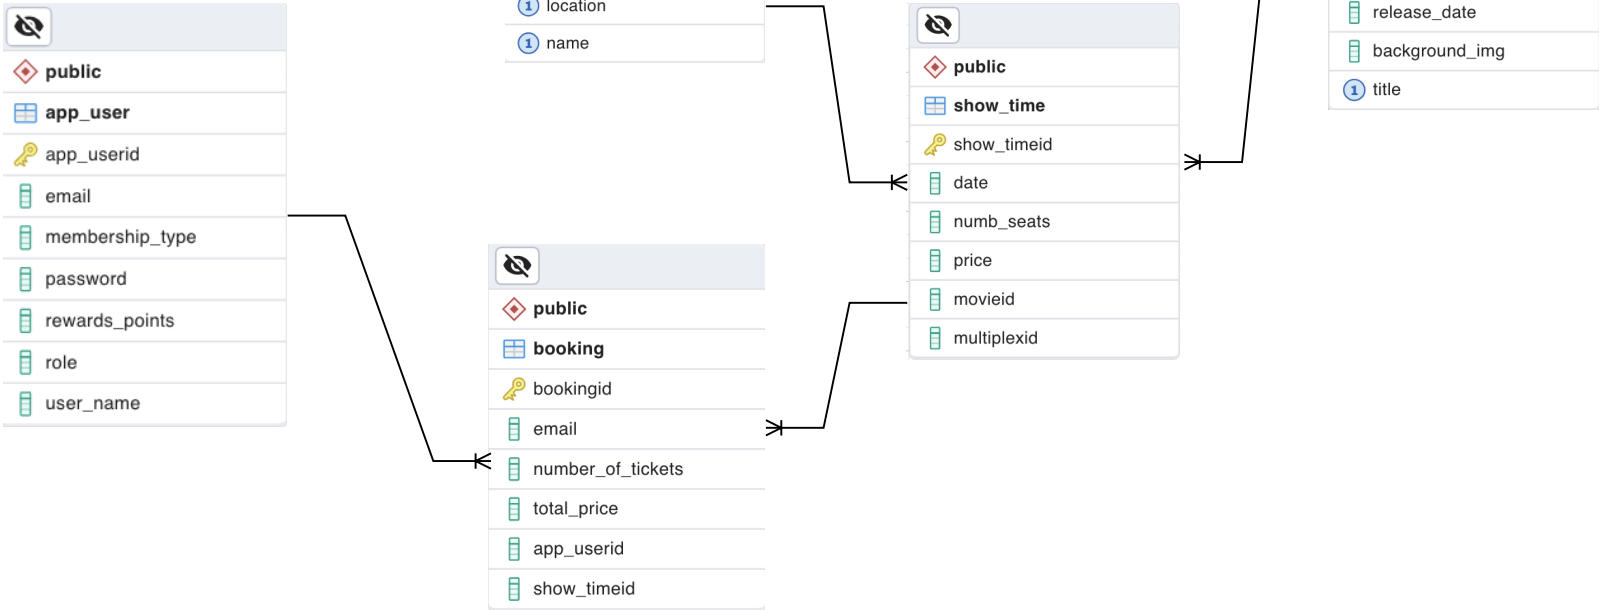 public
app_user
app_userid
email
membership_type
password
rewards_points
role
user_name
location
name
public
booking
bookingid
email
number_of_tickets
total_price
app_userid
show_timeid
public
show_time
show_timeid
date
numb_seats
price
movieid
multiplexid
release_date
background_img
title